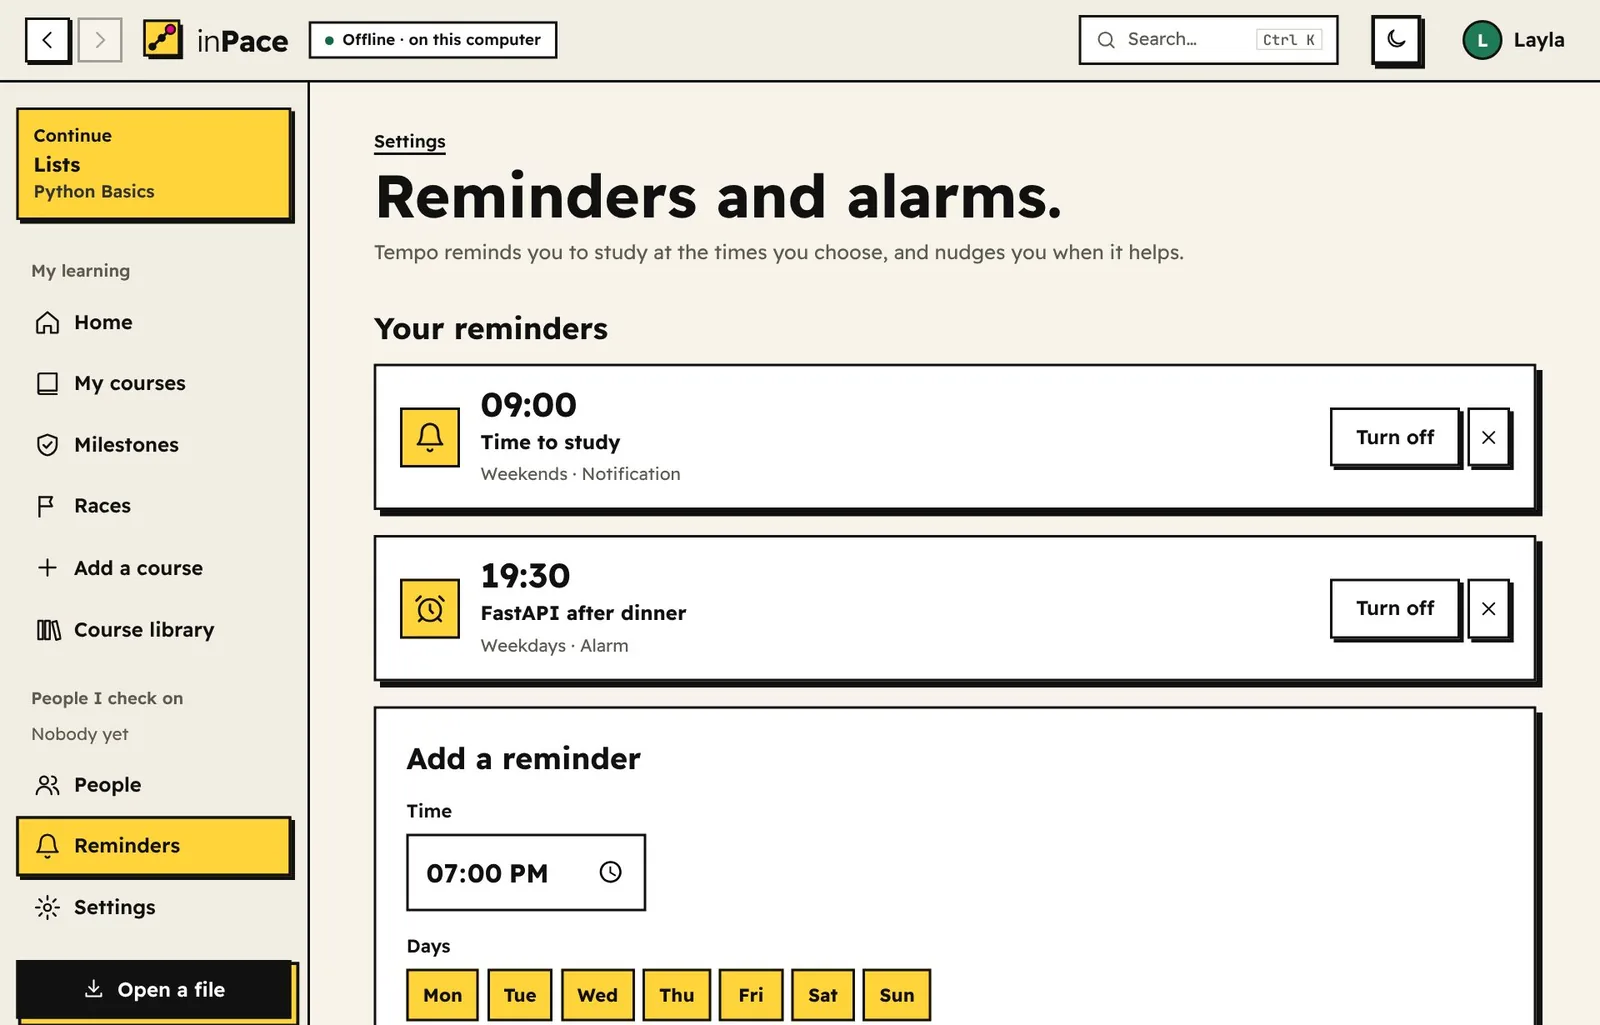 inPace
Offline · on this computer
Search...
Ctrl K
L
Layla
Continue
Lists
Python Basics
My learning
Home
My courses
Milestones
Races
Add a course
Course library
People I check on
Nobody yet
People
Reminders
Settings
Open a file
Settings
Reminders and alarms.
Tempo reminds you to study at the times you choose, and nudges you when it helps.
Your reminders
09:00
Time to study
Weekends · Notification
Turn off
19:30
FastAPI after dinner
Weekdays · Alarm
Turn off
Add a reminder
Time
07:00 PM
Days
Mon Tue Wed Thu Fri Sat Sun